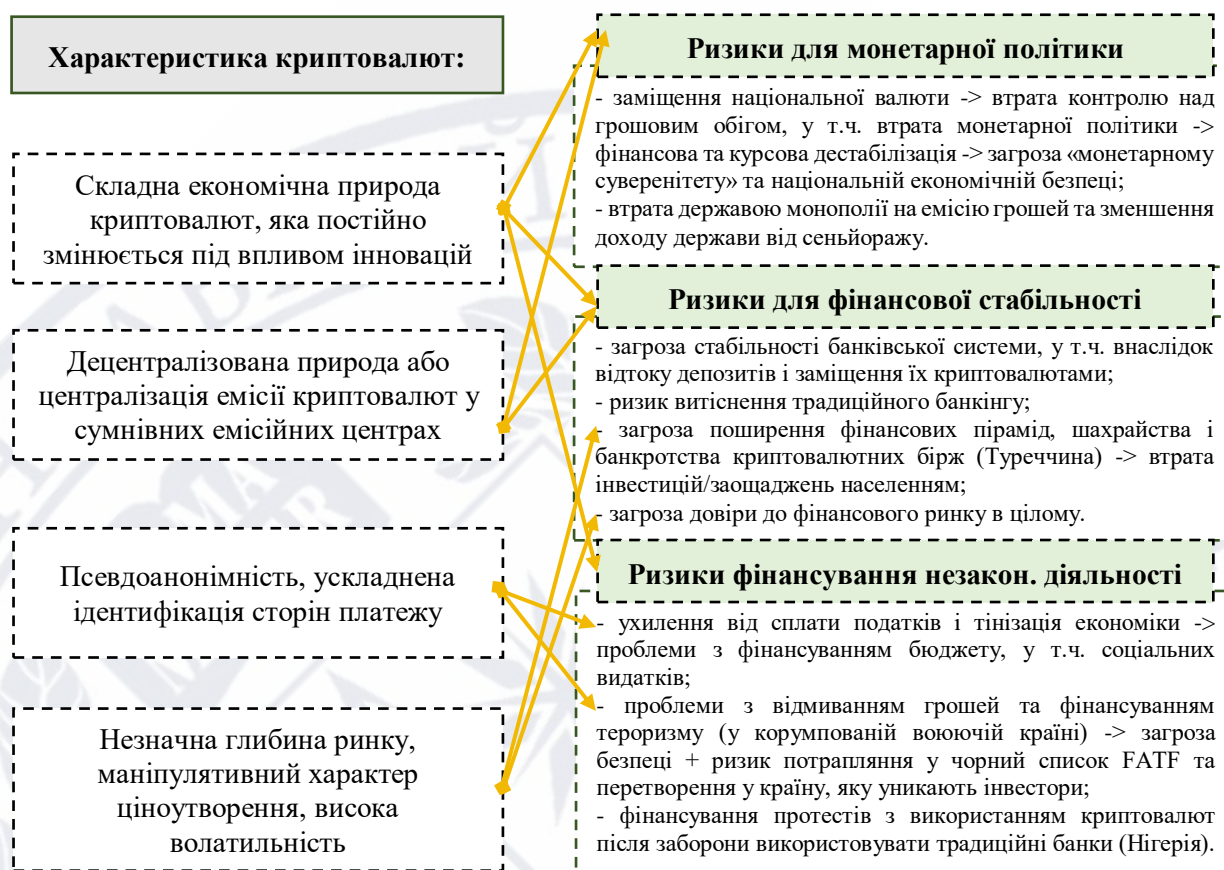 Характеристика криптовалют:
Складна економічна природа
криптовалют, яка постійно
змінюється під впливом інновацій
Децентралізована природа або
централізація емісії криптовалют у
сумнівних емісійних центрах
Псевдоанонімність, ускладнена
ідентифікація сторін платежу
Незначна глибина ринку,
маніпулятивний характер
ціноутворення, висока
волатильність
Ризики для монетарної політики
- заміщення національної валюти -> втрата контролю над
грошовим обігом, у т.ч. втрата монетарної політики ->
фінансова та курсова дестабілізація -> загроза «монетарному
суверенітету» та національній економічній безпеці;
- втрата державою монополії на емісію грошей та зменшення
доходу держави від сеньйоражу.
Ризики для фінансової стабільності
- загроза стабільності банківської системи, у т.ч. внаслідок
відтоку депозитів і заміщення їх криптовалютами;
- ризик витіснення традиційного банкінгу;
- загроза поширення фінансових пірамід, шахрайства і
банкротства криптовалютних бірж (Туреччина) -> втрата
інвестицій/заощаджень населенням;
- загроза довіри до фінансового ринку в цілому.
Ризики фінансування незакон. діяльності
- ухилення від сплати податків і тінізація економіки ->
проблеми з фінансуванням бюджету, у т.ч. соціальних
видатків;
- проблеми з відмиванням грошей та фінансуванням
тероризму (у корумпованій воюючій країні) -> загроза
безпеці + ризик потрапляння у чорний список FATF та
перетворення у країну, яку уникають інвестори;
- фінансування протестів з використанням криптовалют
після заборони використовувати традиційні банки (Нігерія).